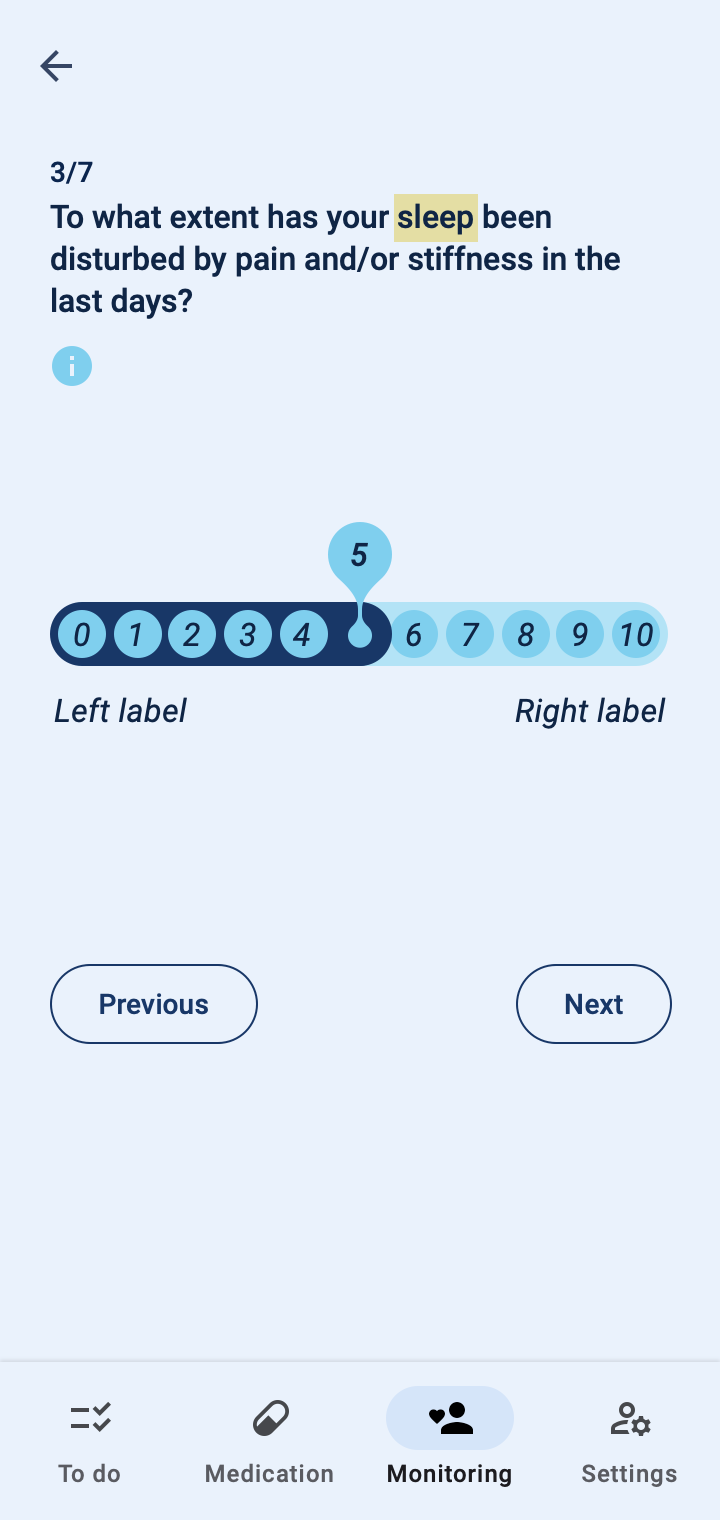 3/7
To what extent has your sleep been
disturbed by pain and/or stiffness in the
last days?
i
5
0 1 2 3 4 6 7 8 9 10
Left label Right label
Previous Next
To do Medication Monitoring Settings